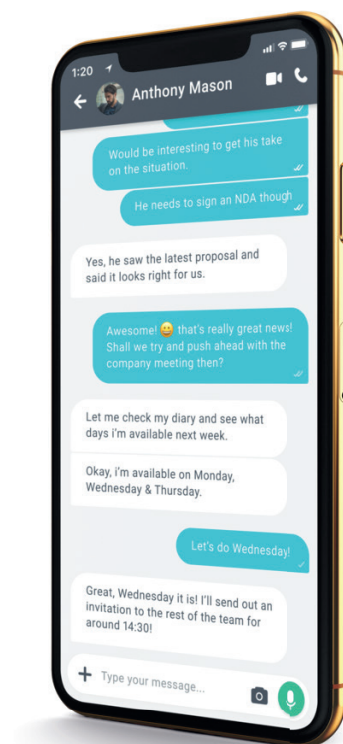 1:20
Anthony Mason
Would be interesting to get his take
on the situation.
He needs to sign an NDA though
Yes, he saw the latest proposal and
said it looks right for us.
Awesome! 😀 that's really great news!
Shall we try and push ahead with the
company meeting then?
Let me check my diary and see what
days i'm available next week.
Okay, i'm available on Monday,
Wednesday & Thursday.
Let's do Wednesday!
Great, Wednesday it is! I'll send out an
invitation to the rest of the team for
around 14:30!
Type your message...